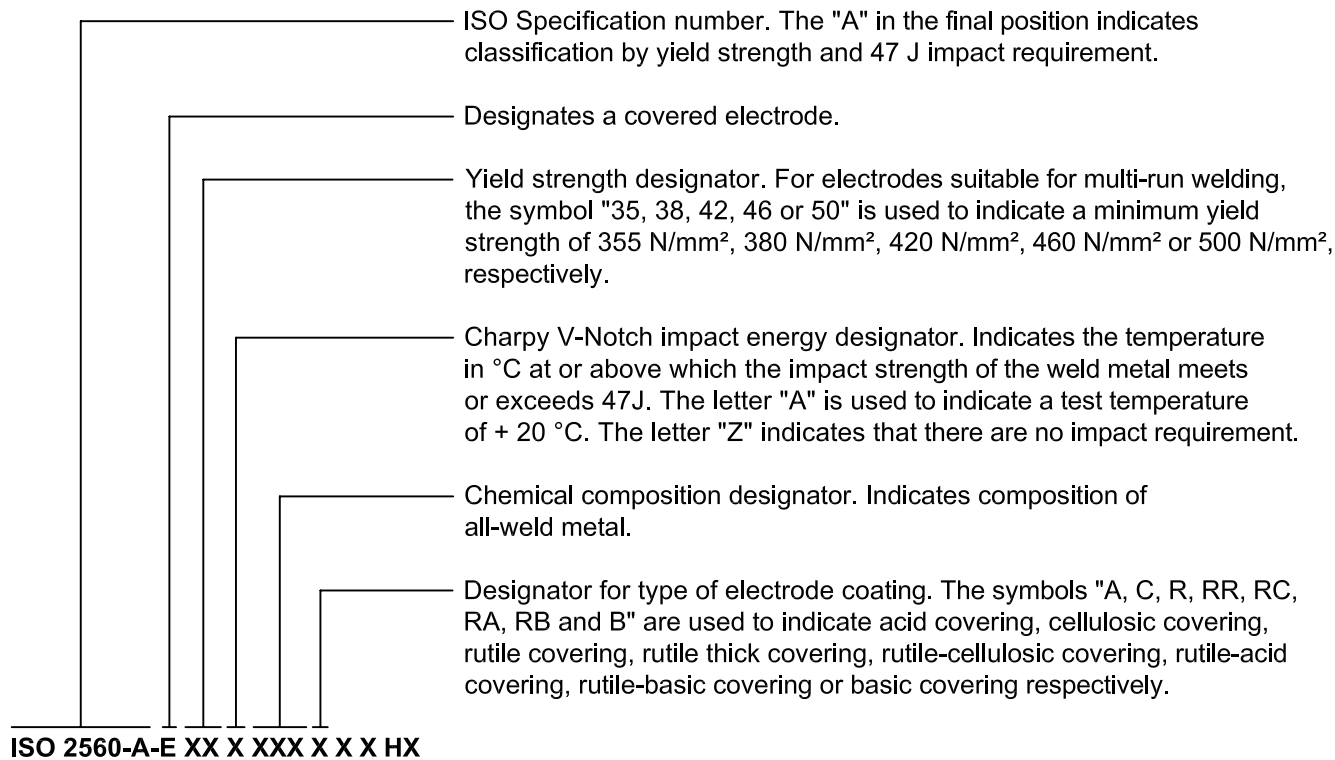 ISO Specification number. The "A" in the final position indicates
classification by yield strength and 47 J impact requirement.
Designates a covered electrode.
Yield strength designator. For electrodes suitable for multi-run welding,
the symbol "35, 38, 42, 46 or 50" is used to indicate a minimum yield
strength of 355 N/mm², 380 N/mm², 420 N/mm², 460 N/mm² or 500 N/mm²,
respectively.
Charpy V-Notch impact energy designator. Indicates the temperature
in °C at or above which the impact strength of the weld metal meets
or exceeds 47J. The letter "A" is used to indicate a test temperature
of + 20 °C. The letter "Z" indicates that there are no impact requirement.
Chemical composition designator. Indicates composition of
all-weld metal.
Designator for type of electrode coating. The symbols "A, C, R, RR, RC,
RA, RB and B" are used to indicate acid covering, cellulosic covering,
rutile covering, rutile thick covering, rutile-cellulosic covering, rutile-acid
covering, rutile-basic covering or basic covering respectively.
ISO 2560-A-E XX X XXX X X X HX